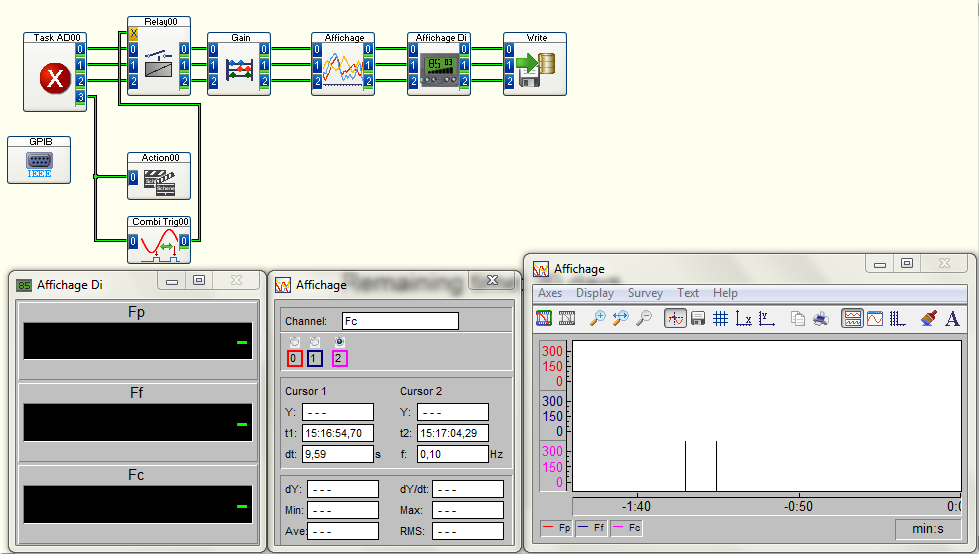 Task AD00
0
1
2
3
Relay00
X
0 0
1 1
2 2
Gain
0 0
1 1
2 2
Affichage
0 0
1 1
2 2
Affichage Di
0 0
1 1
2 2
85 03
Write
0
1
2
GPIB
IEEE
Action00
0
Scheme
Combi Trig00
0 0
Remaining time
days
85 Affichage Di
Fp
-
Ff
-
Fc
-
Affichage
Channel: Fc
0 1 2
Cursor 1 Cursor 2
Y: --- Y: ---
t1: 15:16:54,70 t2: 15:17:04,29
dt: 9,59 s f: 0,10 Hz
dY: --- dY/dt: ---
Min: --- Max: ---
Ave: --- RMS: ---
Affichage
Axes Display Survey Text Help
x Y A
300
150
0
300
150
0
300
150
0
-1:40 -0:50 0:0
Fp Ff Fc
min:s